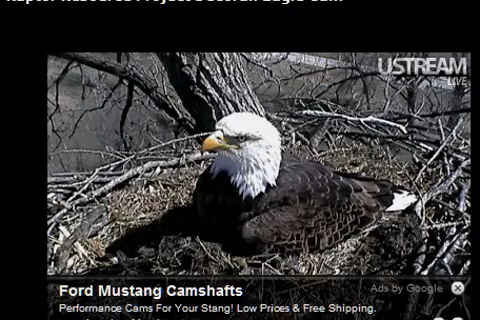 USTREAM
LIVE
Ford Mustang Camshafts
Ads by Google
Performance Cams For Your Stang! Low Prices & Free Shipping.